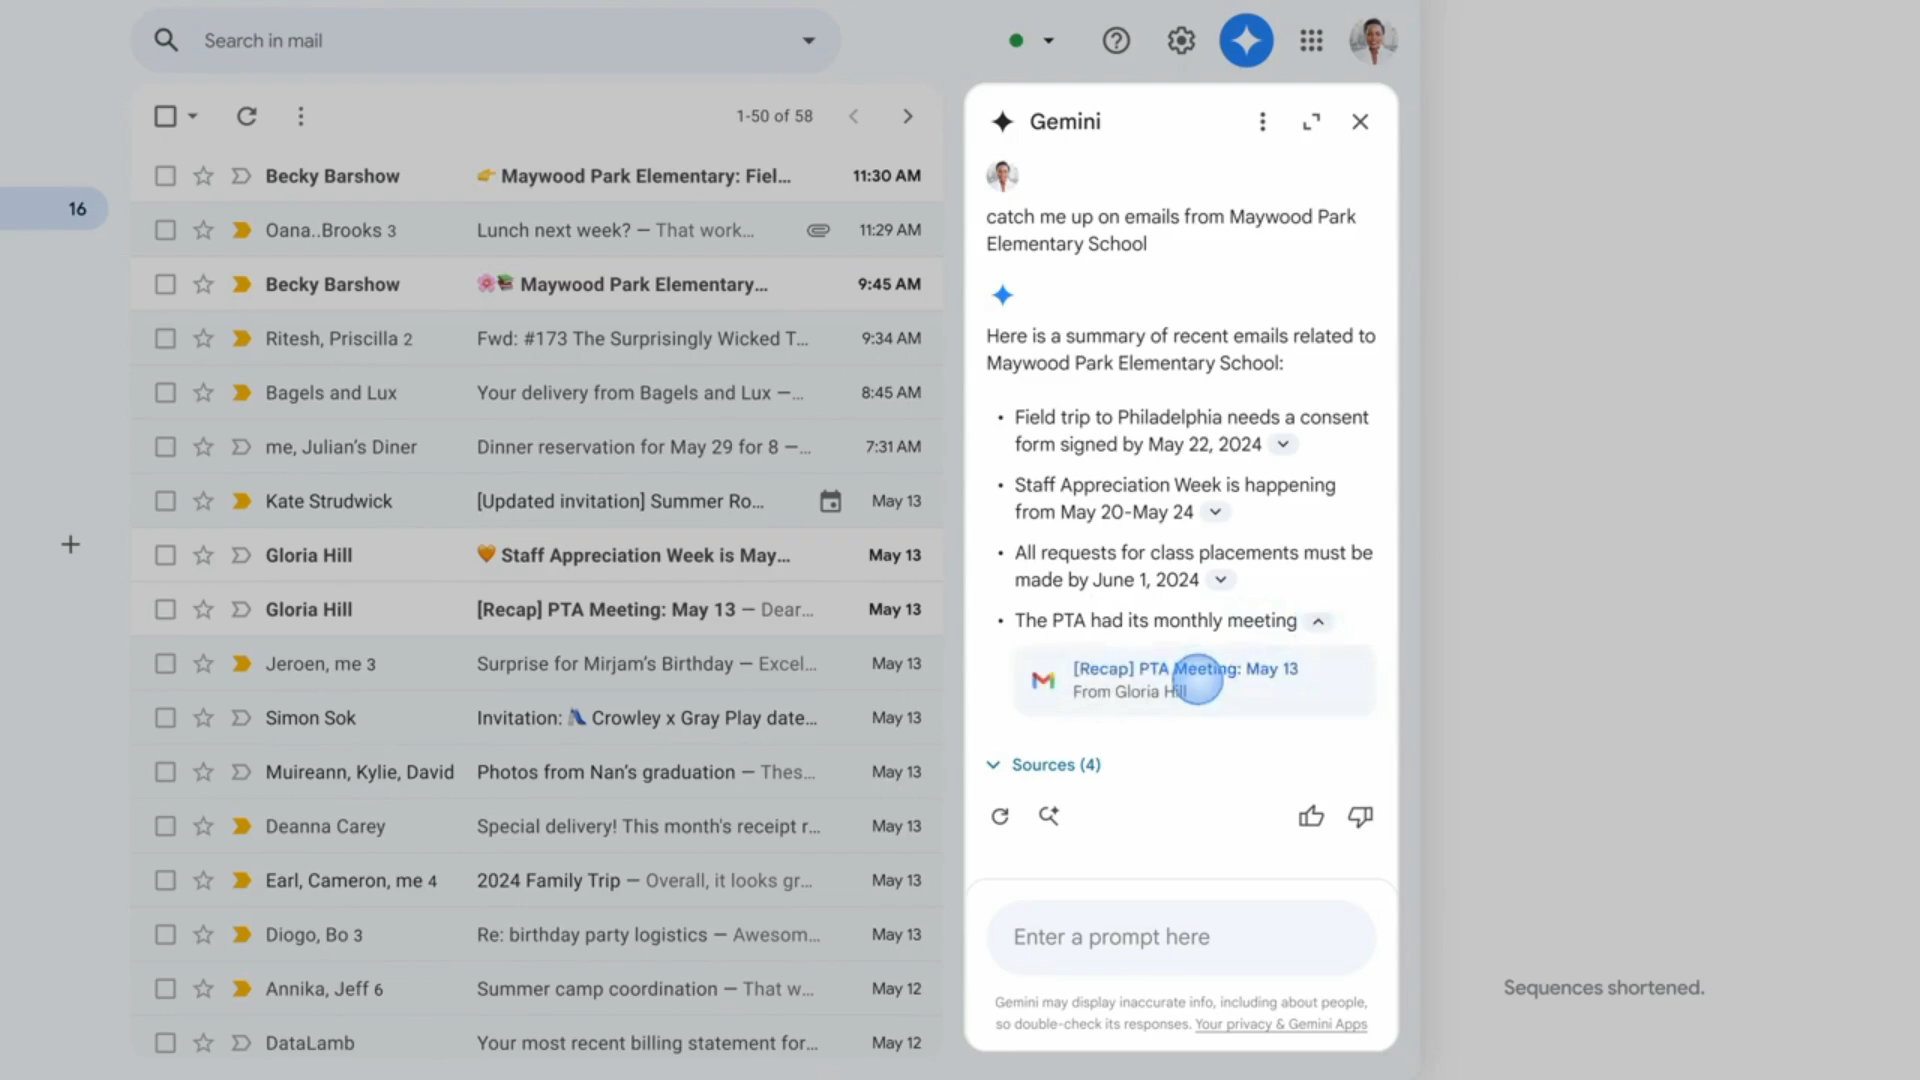 Search in mail
1-50 of 58
16
Becky Barshow Maywood Park Elementary: Fiel... 11:30 AM
Oana..Brooks 3 Lunch next week? — That work... 11:29 AM
Becky Barshow Maywood Park Elementary... 9:45 AM
Ritesh, Priscilla 2 Fwd: #173 The Surprisingly Wicked T... 9:34 AM
Bagels and Lux Your delivery from Bagels and Lux —... 8:45 AM
me, Julian's Diner Dinner reservation for May 29 for 8 —... 7:31 AM
Kate Strudwick [Updated invitation] Summer Ro... May 13
Gloria Hill 🧡 Staff Appreciation Week is May... May 13
Gloria Hill [Recap] PTA Meeting: May 13 — Dear... May 13
Jeroen, me 3 Surprise for Mirjam's Birthday — Excel... May 13
Simon Sok Invitation: Crowley x Gray Play date... May 13
Muireann, Kylie, David Photos from Nan's graduation — Thes... May 13
Deanna Carey Special delivery! This month's receipt r... May 13
Earl, Cameron, me 4 2024 Family Trip — Overall, it looks gr... May 13
Diogo, Bo 3 Re: birthday party logistics — Awesom... May 13
Annika, Jeff 6 Summer camp coordination — That w... May 12
DataLamb Your most recent billing statement for... May 12
Gemini
catch me up on emails from Maywood Park
Elementary School
Here is a summary of recent emails related to
Maywood Park Elementary School:
• Field trip to Philadelphia needs a consent
form signed by May 22, 2024
• Staff Appreciation Week is happening
from May 20-May 24
• All requests for class placements must be
made by June 1, 2024
• The PTA had its monthly meeting
[Recap] PTA Meeting: May 13
From Gloria Hill
Sources (4)
Enter a prompt here
Gemini may display inaccurate info, including about people,
so double-check its responses. Your privacy & Gemini Apps
Sequences shortened.